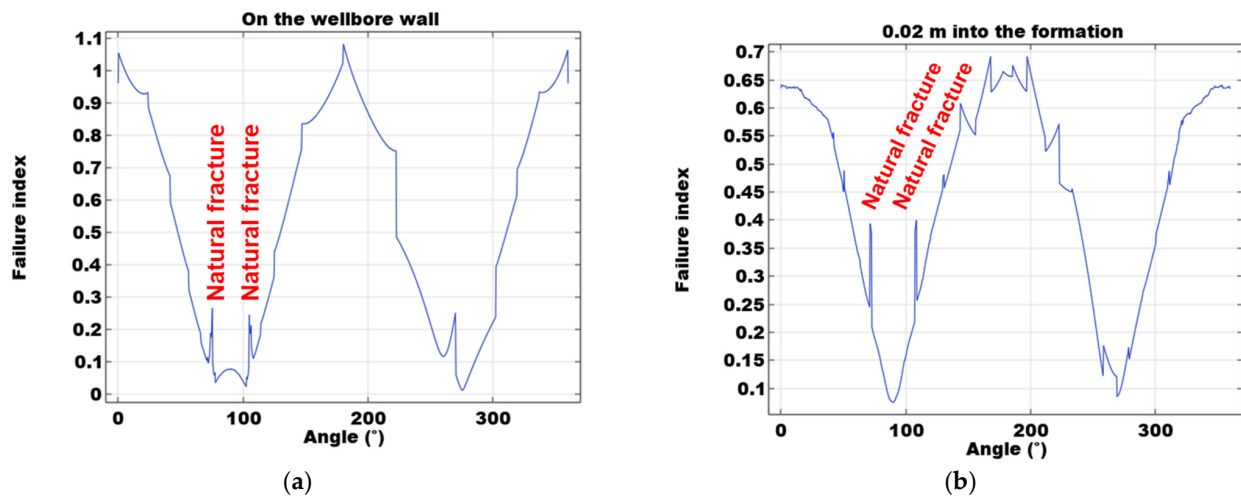 On the wellbore wall
Failure index
1.1
1
0.9
0.8
0.7
0.6
0.5
0.4
0.3
0.2
0.1
0
Natural fracture
Natural fracture
0
100
200
300
Angle (°)
(a)
0.02 m into the formation
Failure index
0.7
0.65
0.6
0.55
0.5
0.45
0.4
0.35
0.3
0.25
0.2
0.15
0.1
Natural fracture
Natural fracture
0
100
200
300
Angle (°)
(b)